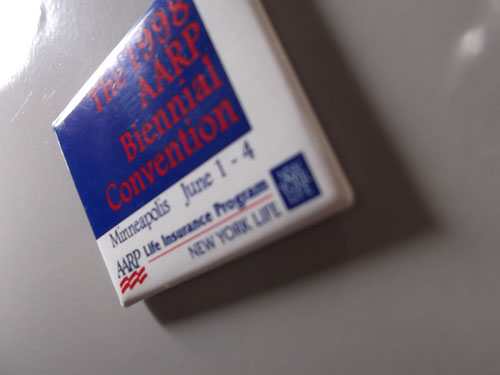 The 1998
AARP
Biennial
Convention
Minneapolis June 1 - 4
AARP Life Insurance Program
NEW YORK LIFE